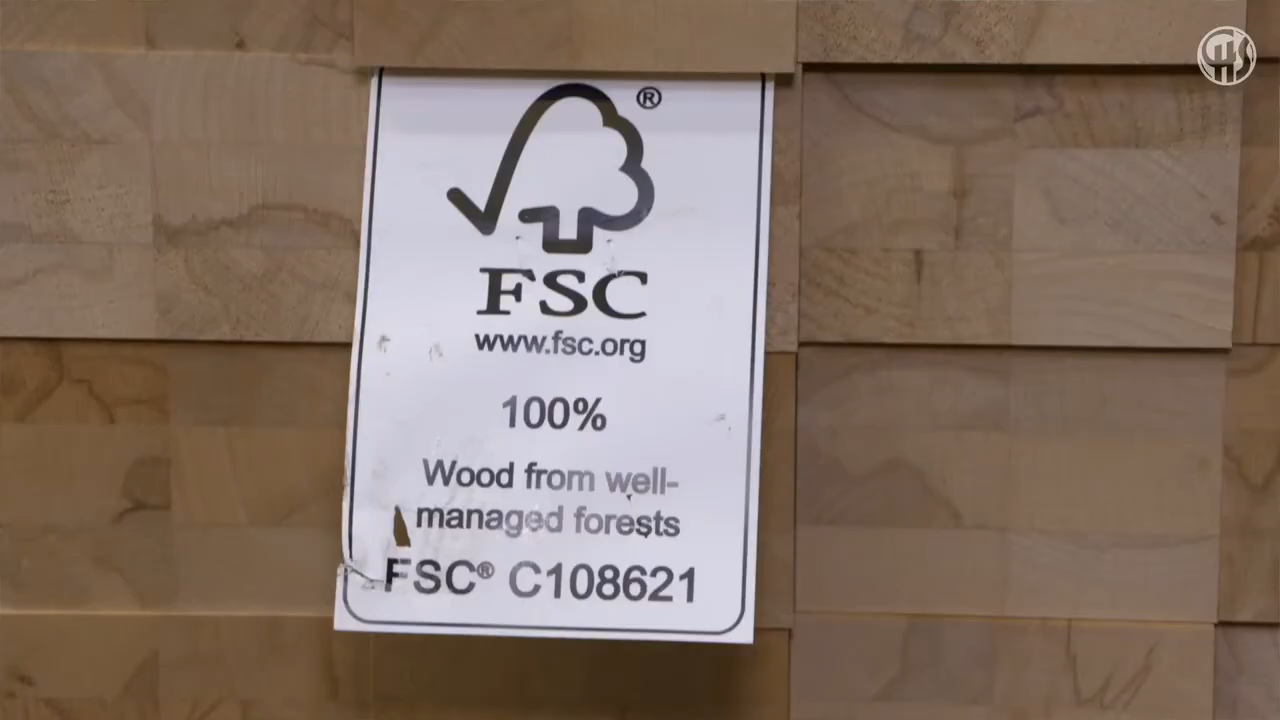 ®
FSC
www.fsc.org
100%
Wood from well-
managed forests
FSC® C108621